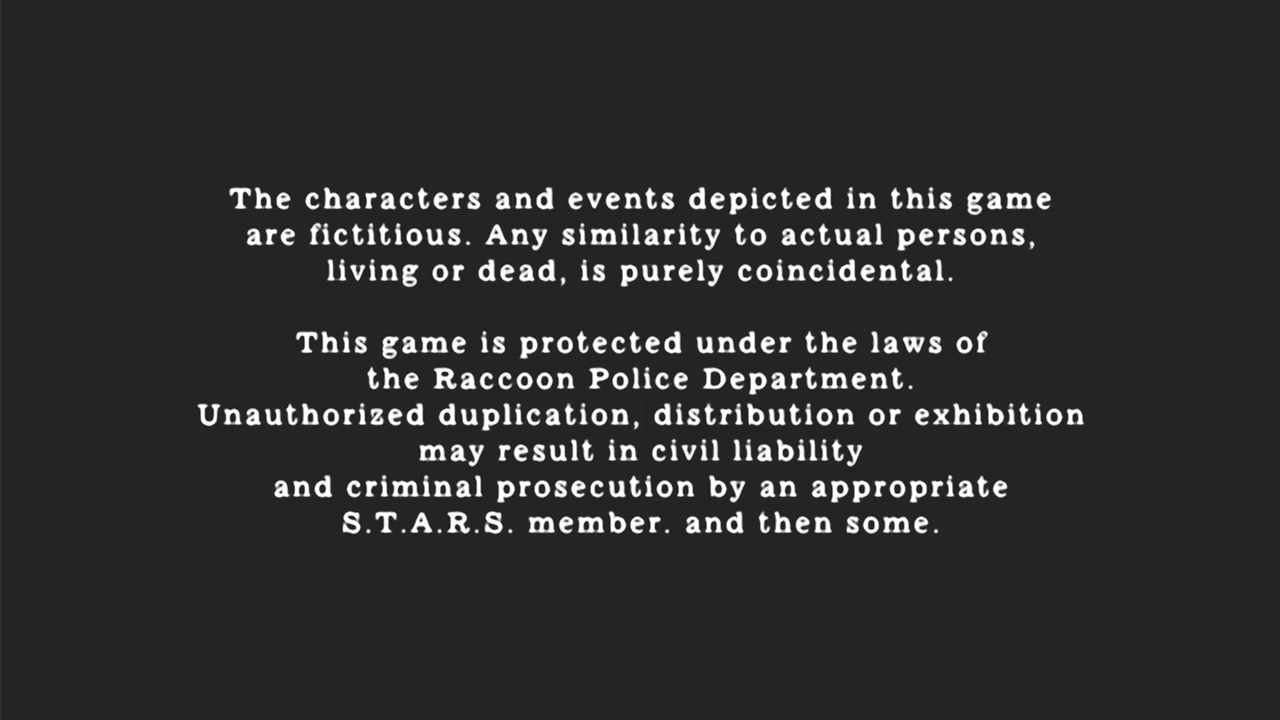 The characters and events depicted in this game
are fictitious. Any similarity to actual persons,
living or dead, is purely coincidental.
This game is protected under the laws of
the Raccoon Police Department.
Unauthorized duplication, distribution or exhibition
may result in civil liability
and criminal prosecution by an appropriate
S.T.A.R.S. member. and then some.